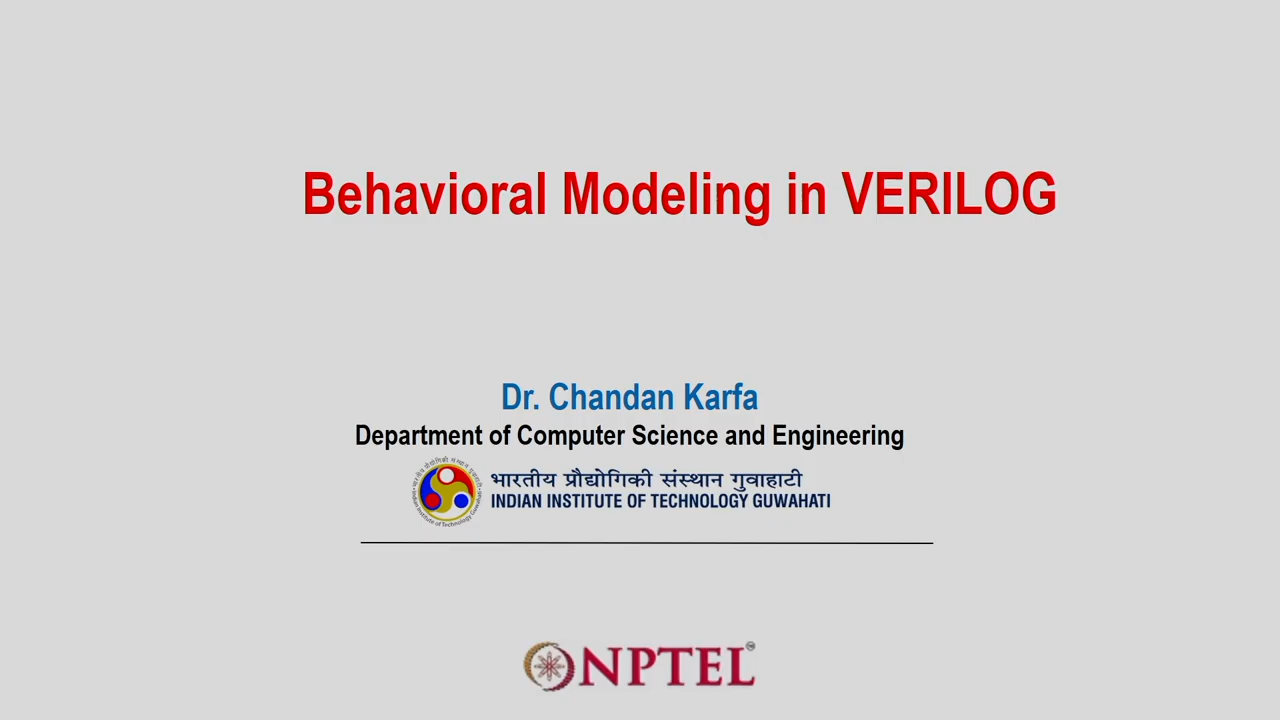 Behavioral Modeling in VERILOG
Dr. Chandan Karfa
Department of Computer Science and Engineering
भारतीय प्रौद्योगिकी संस्थान गुवाहाटी
INDIAN INSTITUTE OF TECHNOLOGY GUWAHATI
NPTEL